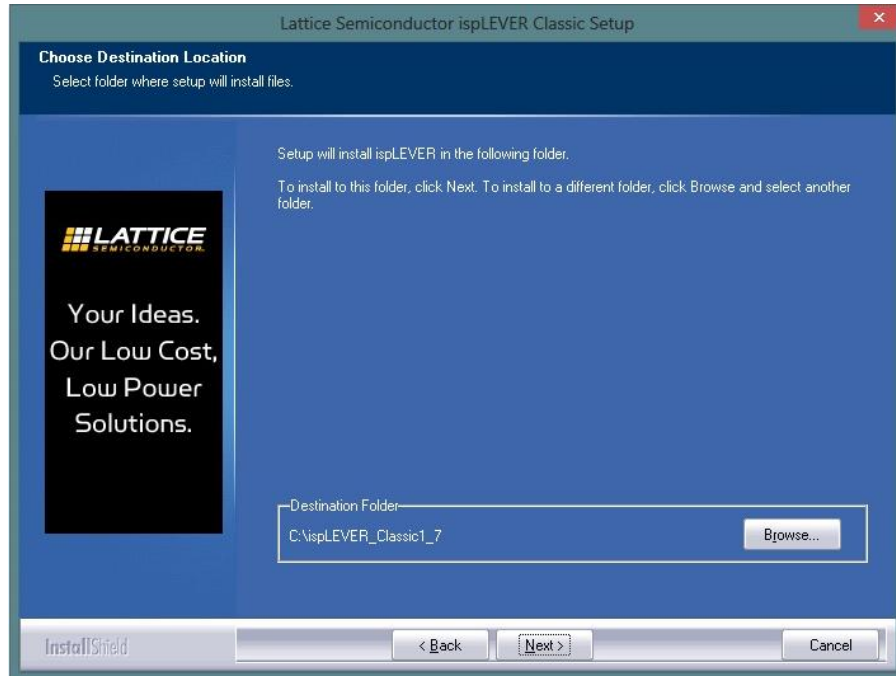 Lattice Semiconductor ispLEVER Classic Setup
Choose Destination Location
Select folder where setup will install files.
Setup will install ispLEVER in the following folder.
To install to this folder, click Next. To install to a different folder, click Browse and select another
folder.
LATTICE
SEMICONDUCTOR.
Your Ideas.
Our Low Cost,
Low Power
Solutions.
Destination Folder
C:\ispLEVER_Classic1_7
Browse...
InstallShield
< Back
Next >
Cancel